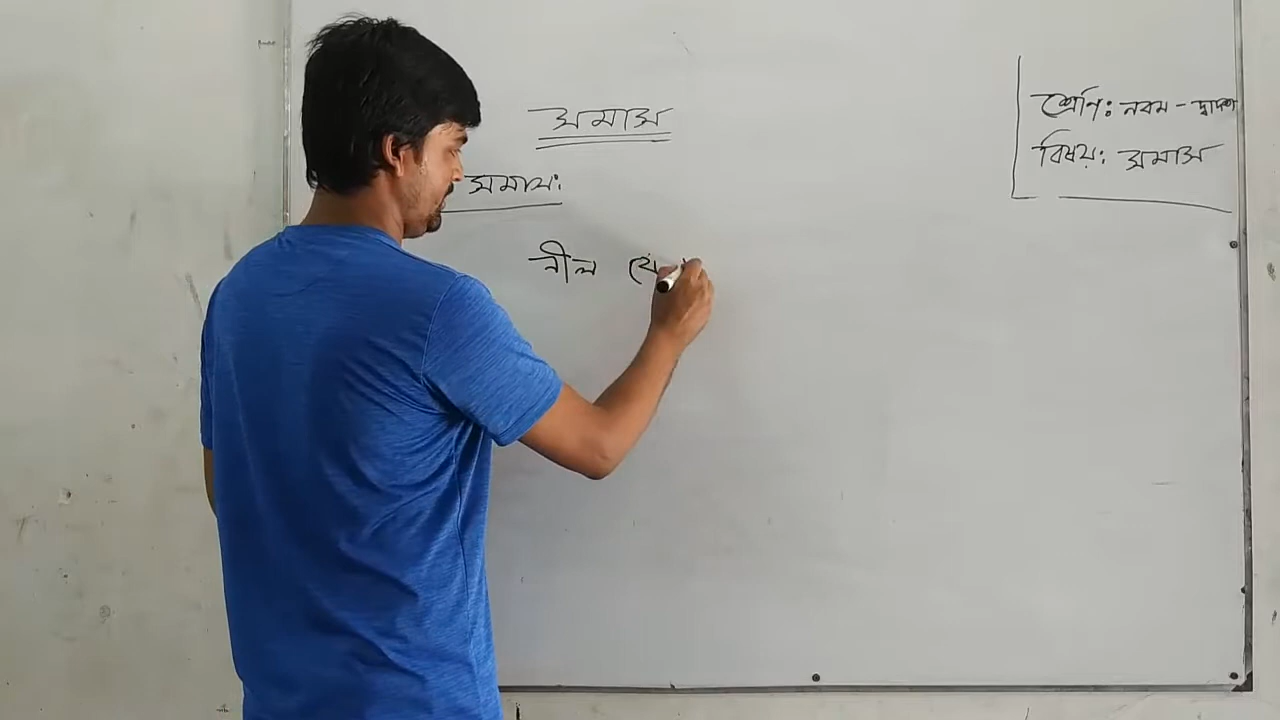 সমাস
শ্রেণি: নবম - দ্বাদশ
বিষয়: সমাস
সমাস:
নীল যে